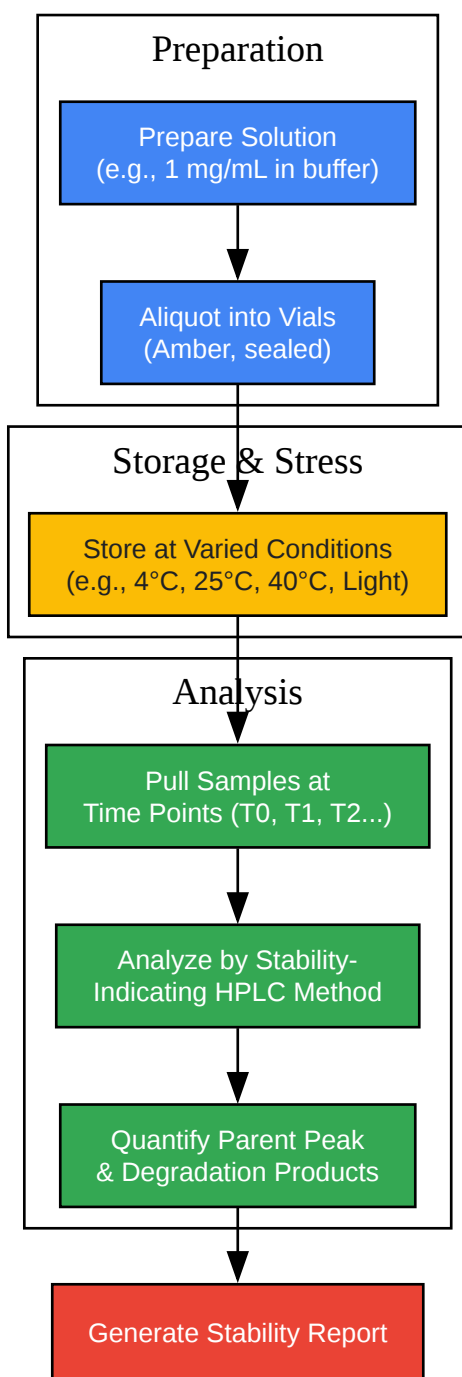 Preparation
Prepare Solution
(e.g., 1 mg/mL in buffer)
Aliquot into Vials
(Amber, sealed)
Storage & Stress
Store at Varied Conditions
(e.g., 4°C, 25°C, 40°C, Light)
Analysis
Pull Samples at
Time Points (T0, T1, T2...)
Analyze by Stability-
Indicating HPLC Method
Quantify Parent Peak
& Degradation Products
Generate Stability Report